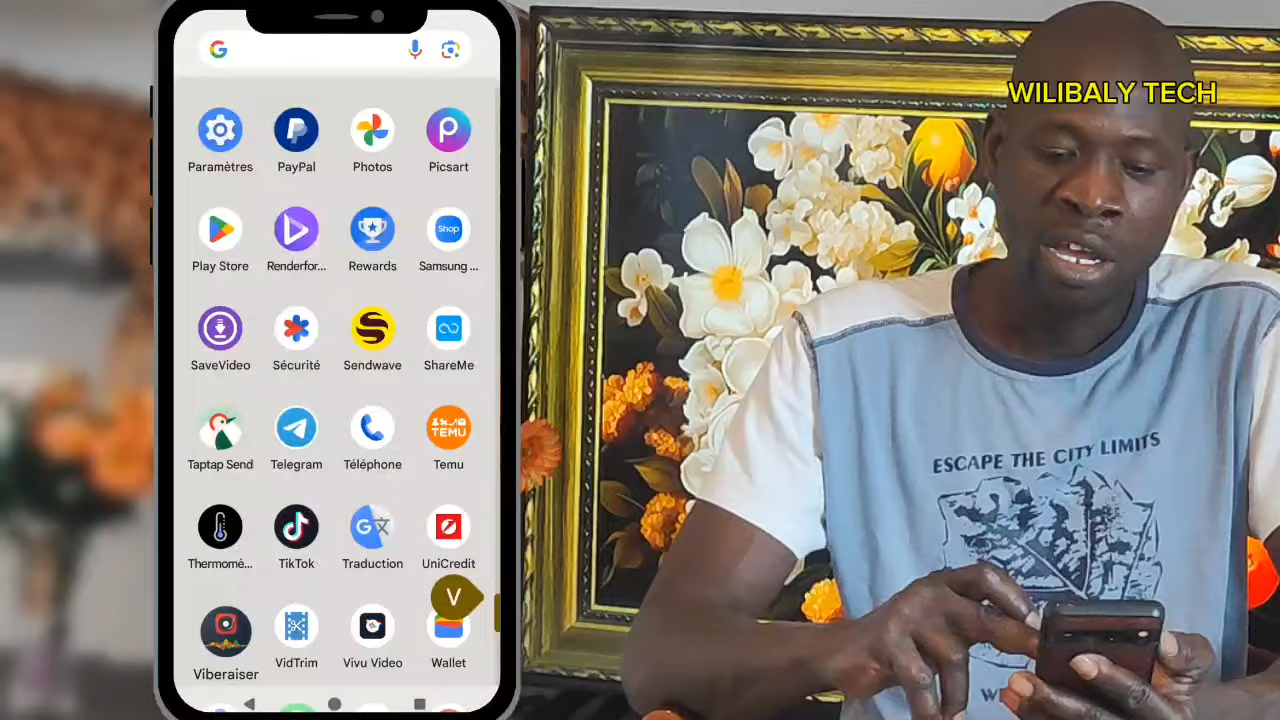 WILIBALY TECH
G
Paramètres PayPal Photos Picsart
Shop
Play Store Renderfor... Rewards Samsung ...
SaveVideo Sécurité Sendwave ShareMe
TEMU
Taptap Send Telegram Téléphone Temu
G
Thermomè... TikTok Traduction UniCredit
V
Viberaiser VidTrim Vivu Video Wallet
ESCAPE THE CITY LIMITS
W